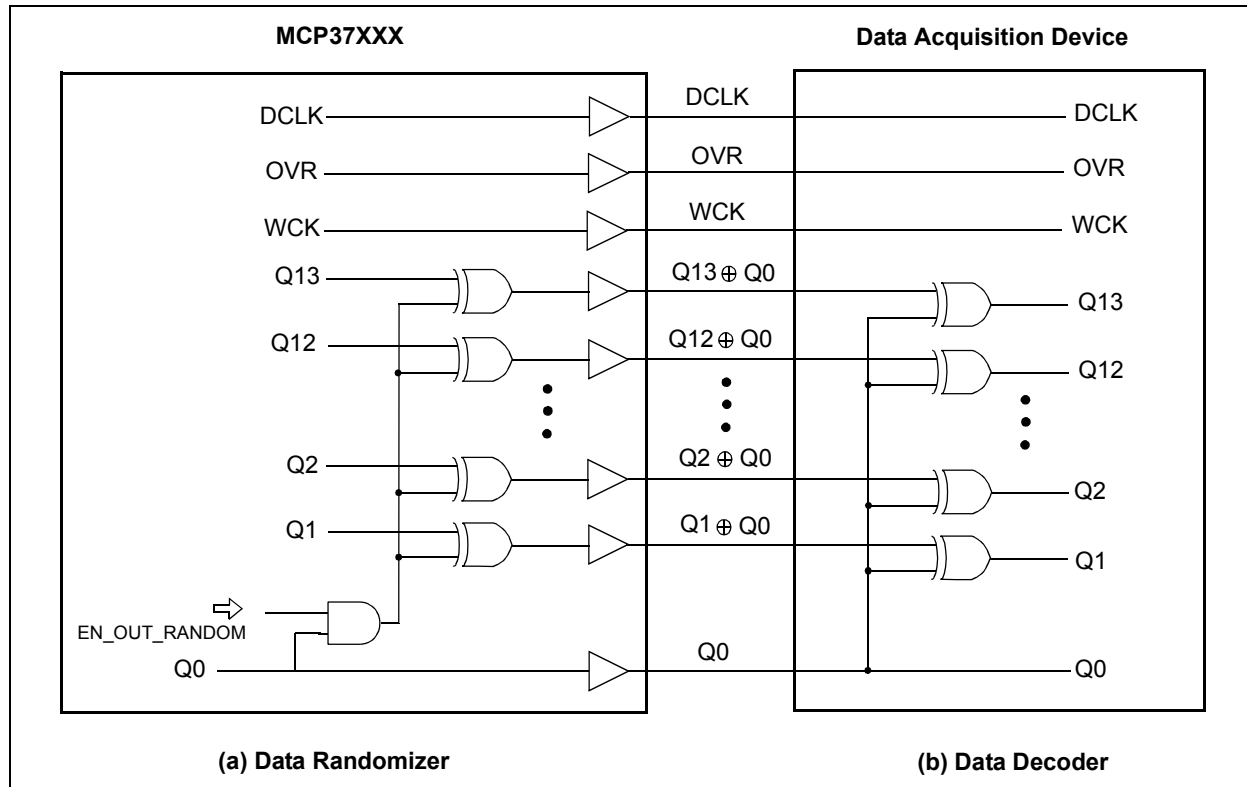 MCP37XXX
Data Acquisition Device
DCLK
DCLK
DCLK
OVR
OVR
OVR
WCK
WCK
WCK
Q13
Q13 ⊕ Q0
Q13
Q12
Q12 ⊕ Q0
Q12
Q2
Q2 ⊕ Q0
Q2
Q1
Q1 ⊕ Q0
Q1
EN_OUT_RANDOM
Q0
Q0
Q0
(a) Data Randomizer
(b) Data Decoder